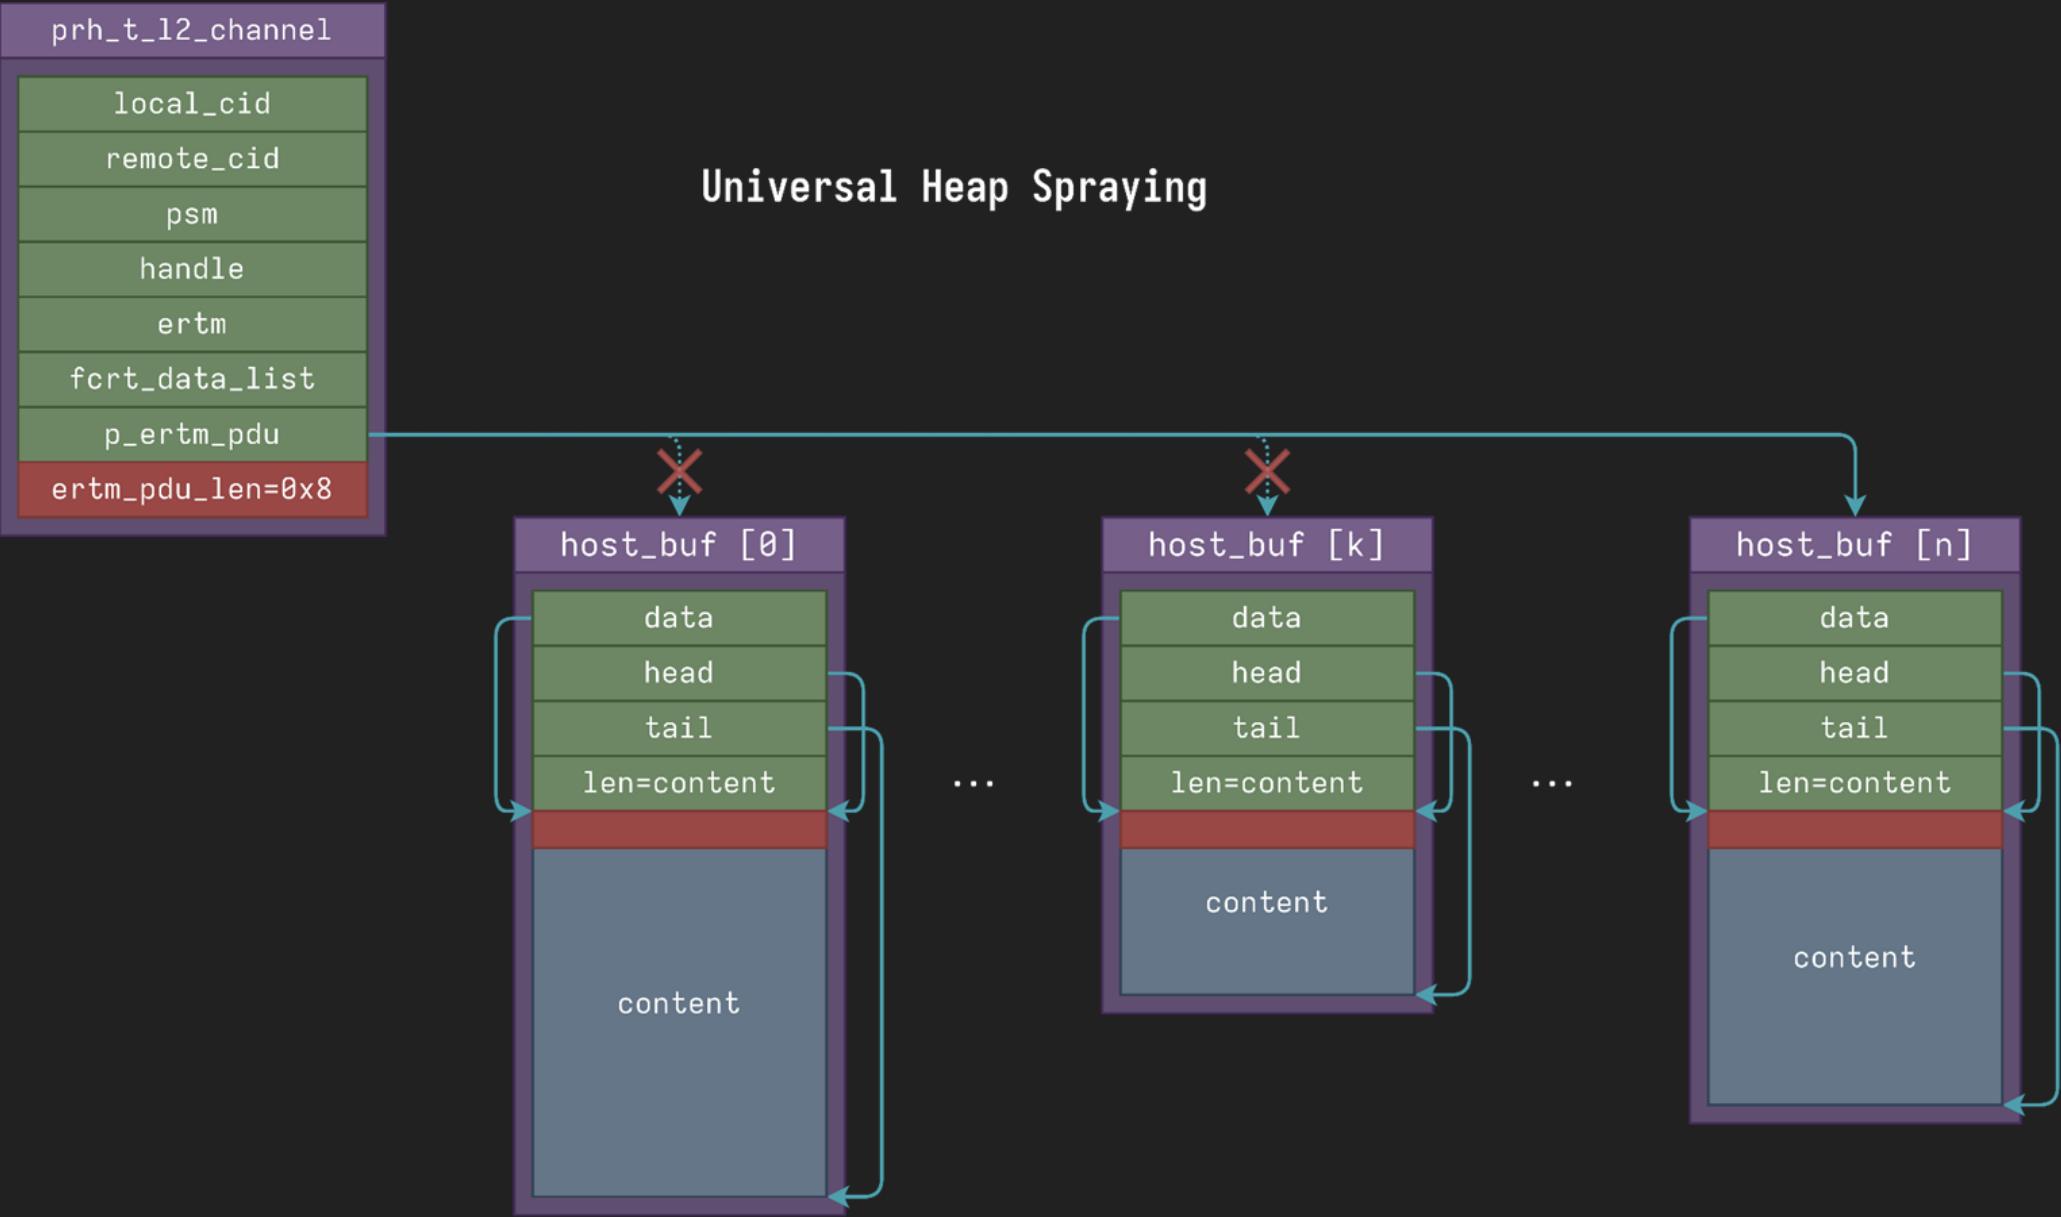 prh_t_l2_channel
local_cid
remote_cid
psm
handle
ertm
fcrt_data_list
p_ertm_pdu
ertm_pdu_len=0x8
Universal Heap Spraying
host_buf [0]
data
head
tail
len=content
content
...
host_buf [k]
data
head
tail
len=content
content
...
host_buf [n]
data
head
tail
len=content
content